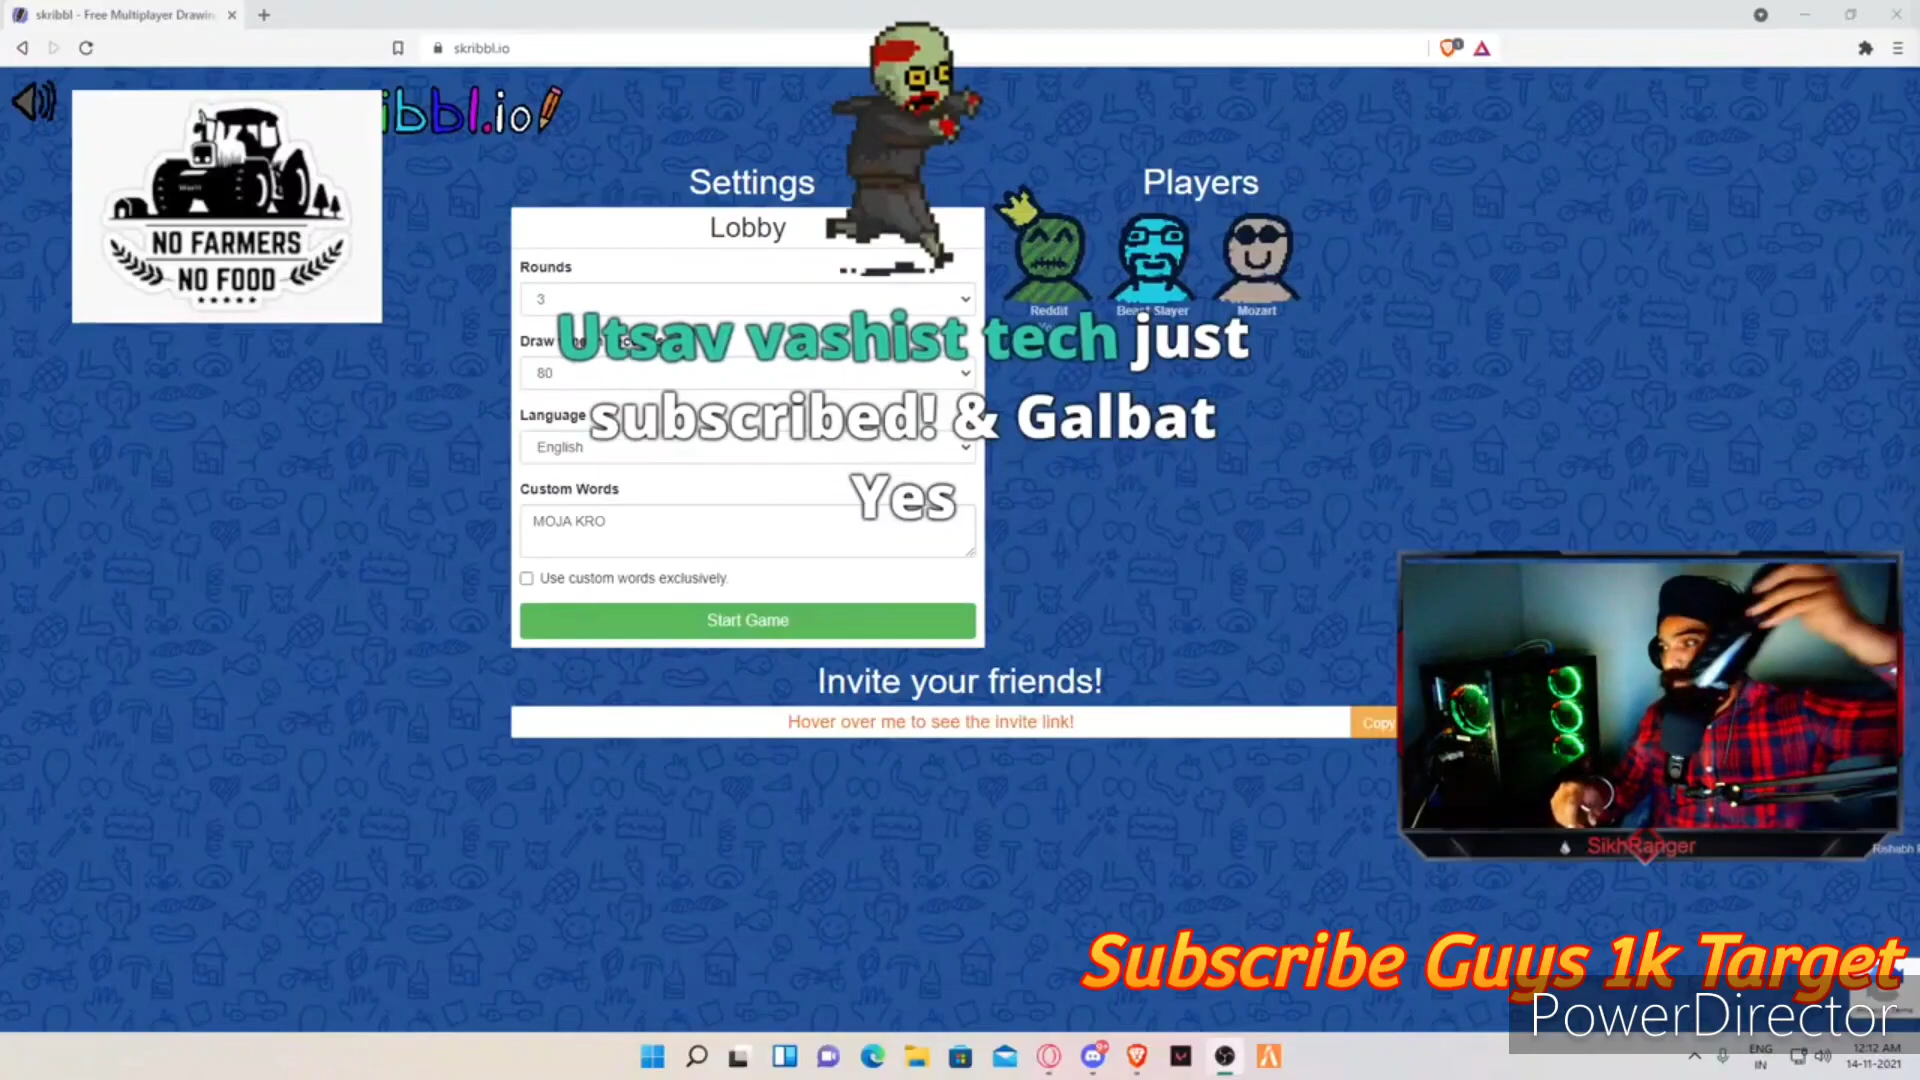 skribbl - Free Multiplayer Drawin
skribbl.io
ibbl.io
NO FARMERS
NO FOOD
Settings
Players
Lobby
Rounds
3
Reddit
Beast Slayer
Mozart
Utsav vashist tech just
subscribed! & Galbat
Yes
Draw
80
Language
English
Custom Words
MOJA KRO
Use custom words exclusively.
Start Game
Invite your friends!
Hover over me to see the invite link!
Copy
SikhRanger
Rishabh
Subscribe Guys 1k Target
PowerDirector
ENG
IN
12:12 AM
14-11-2021